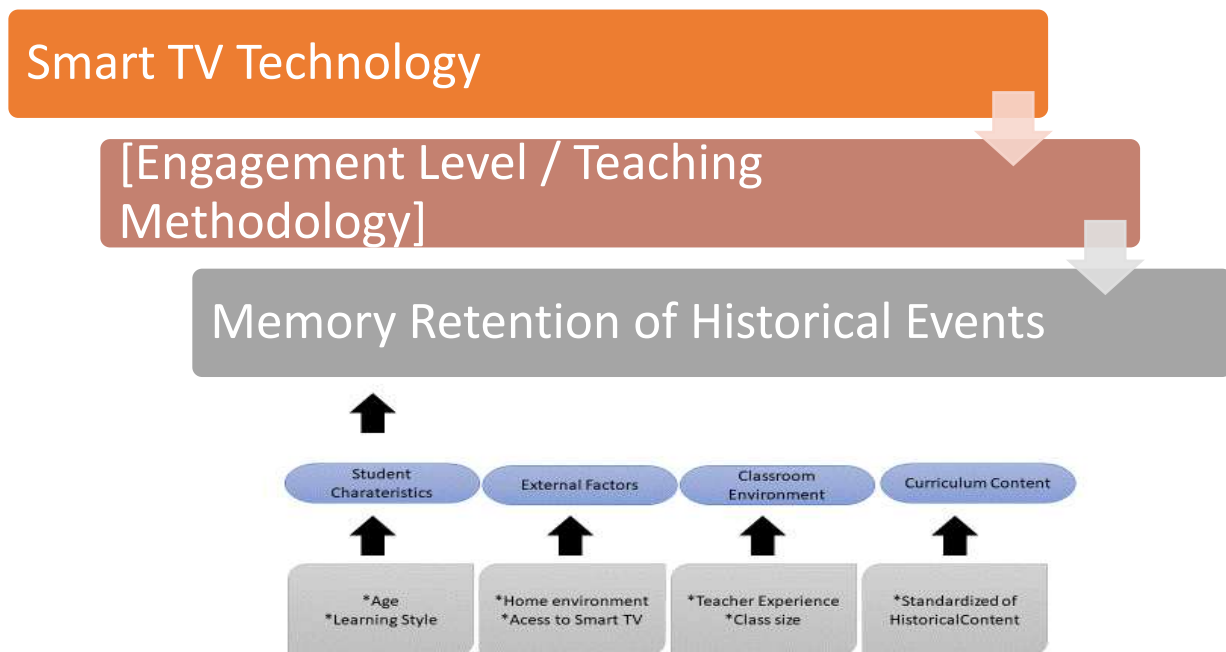 Smart TV Technology
[Engagement Level / Teaching
Methodology]
Memory Retention of Historical Events
Student
Charateristics
External Factors
Classroom
Environment
Curriculum Content
*Age
*Learning Style
*Home environment
*Acess to Smart TV
*Teacher Experience
*Class size
*Standardized of
HistoricalContent